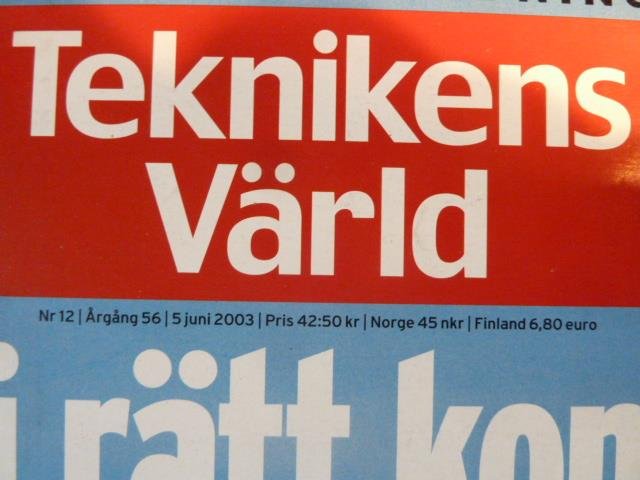 Teknikens
Värld
Nr 12 | Årgång 56 | 5 juni 2003 | Pris 42:50 kr | Norge 45 nkr | Finland 6,80 euro
i rätt kon